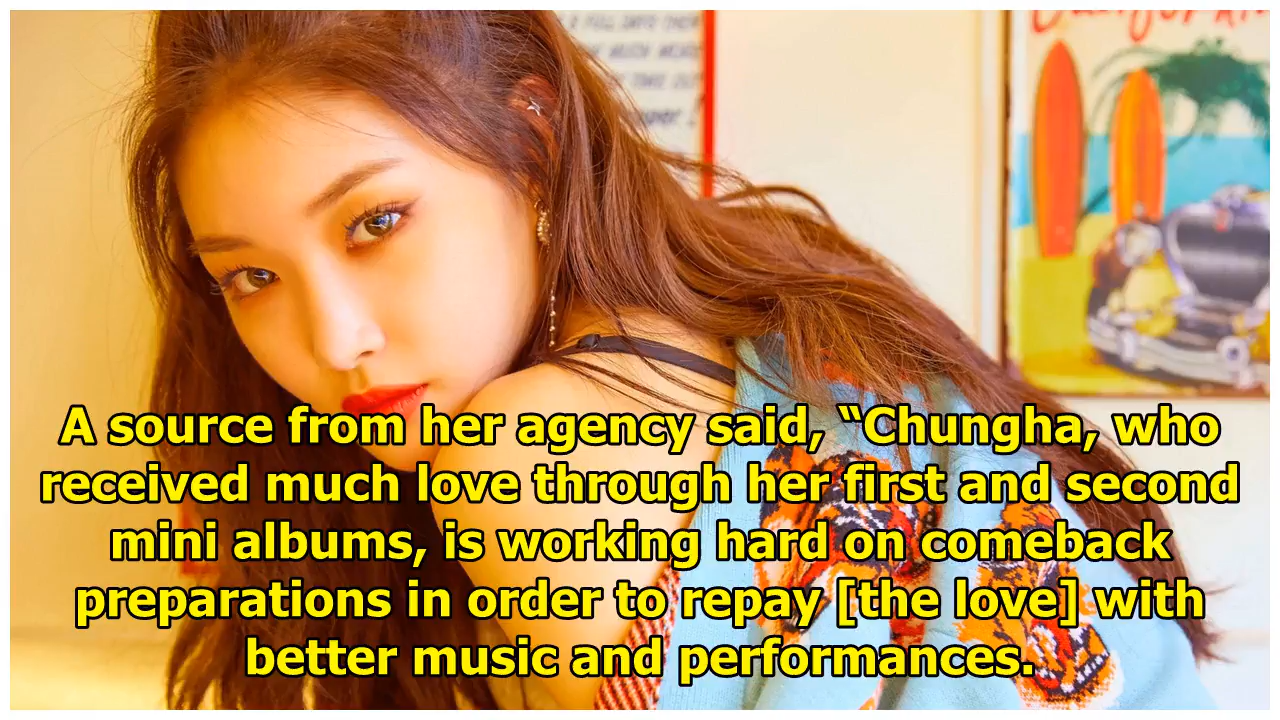 A source from her agency said, “Chungha, who
received much love through her first and second
mini albums, is working hard on comeback
preparations in order to repay [the love] with
better music and performances.